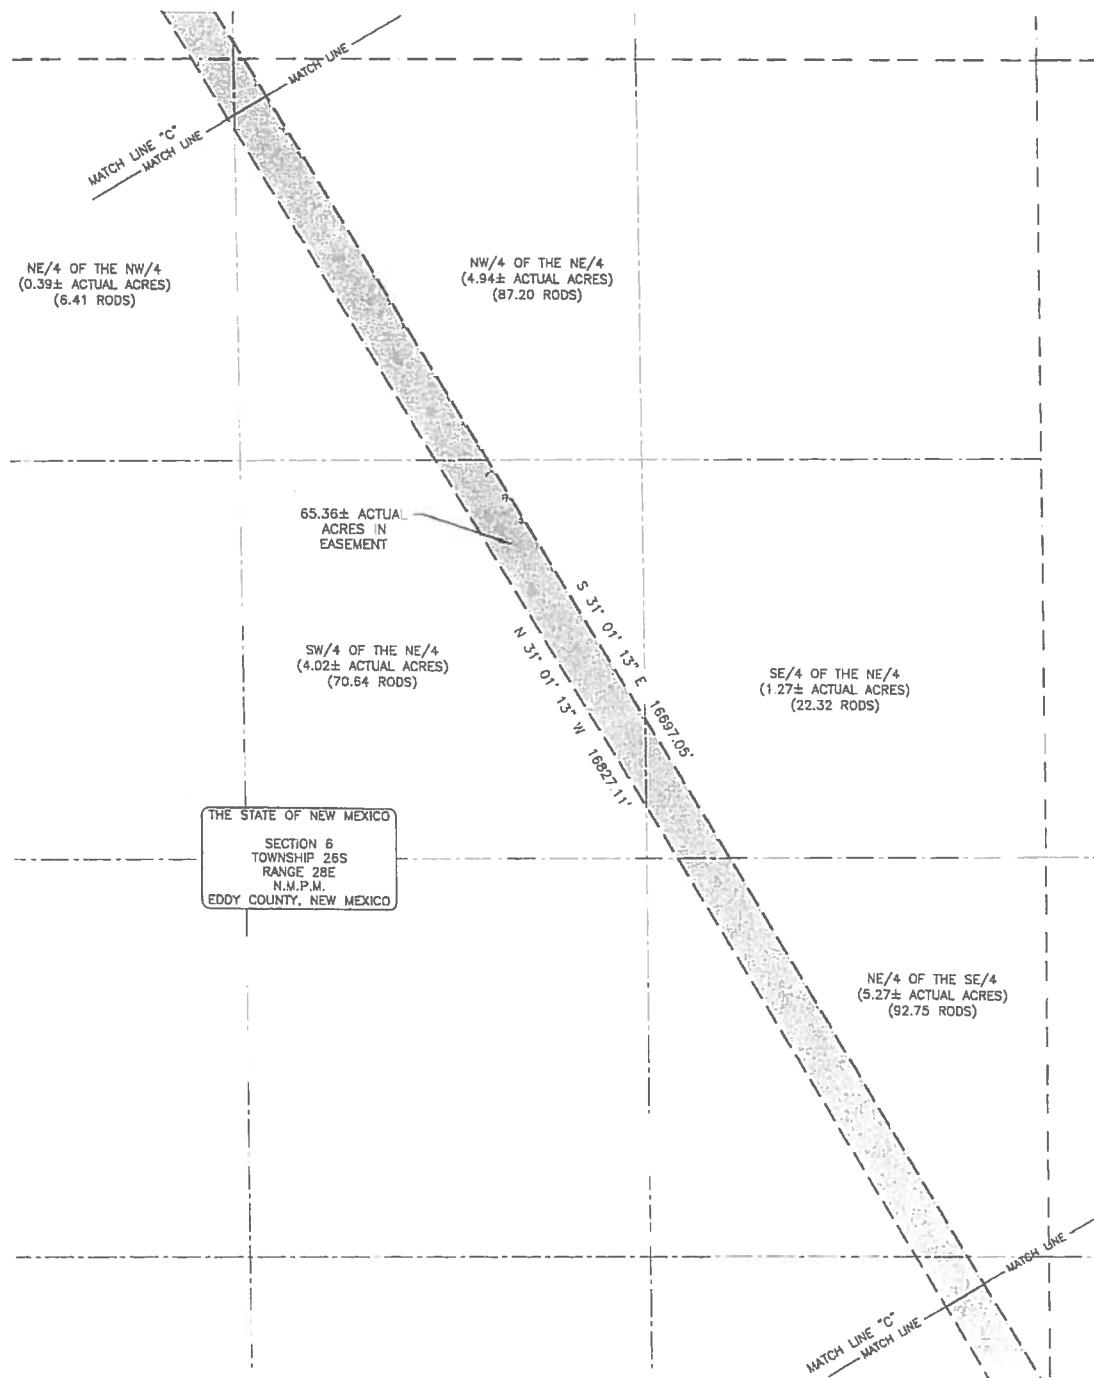 MATCH LINE
MATCH LINE "C"
MATCH LINE
NE/4 OF THE NW/4
(0.39± ACTUAL ACRES)
(6.41 RODS)
NW/4 OF THE NE/4
(4.94± ACTUAL ACRES)
(87.20 RODS)
65.36± ACTUAL
ACRES IN
EASEMENT
S 31° 01' 13" E 16697.05'
N 31° 01' 13" W 16827.11'
SW/4 OF THE NE/4
(4.02± ACTUAL ACRES)
(70.64 RODS)
SE/4 OF THE NE/4
(1.27± ACTUAL ACRES)
(22.32 RODS)
THE STATE OF NEW MEXICO
SECTION 6
TOWNSHIP 26S
RANGE 28E
N.M.P.M.
EDDY COUNTY, NEW MEXICO
NE/4 OF THE SE/4
(5.27± ACTUAL ACRES)
(92.75 RODS)
MATCH LINE
MATCH LINE "C"
MATCH LINE